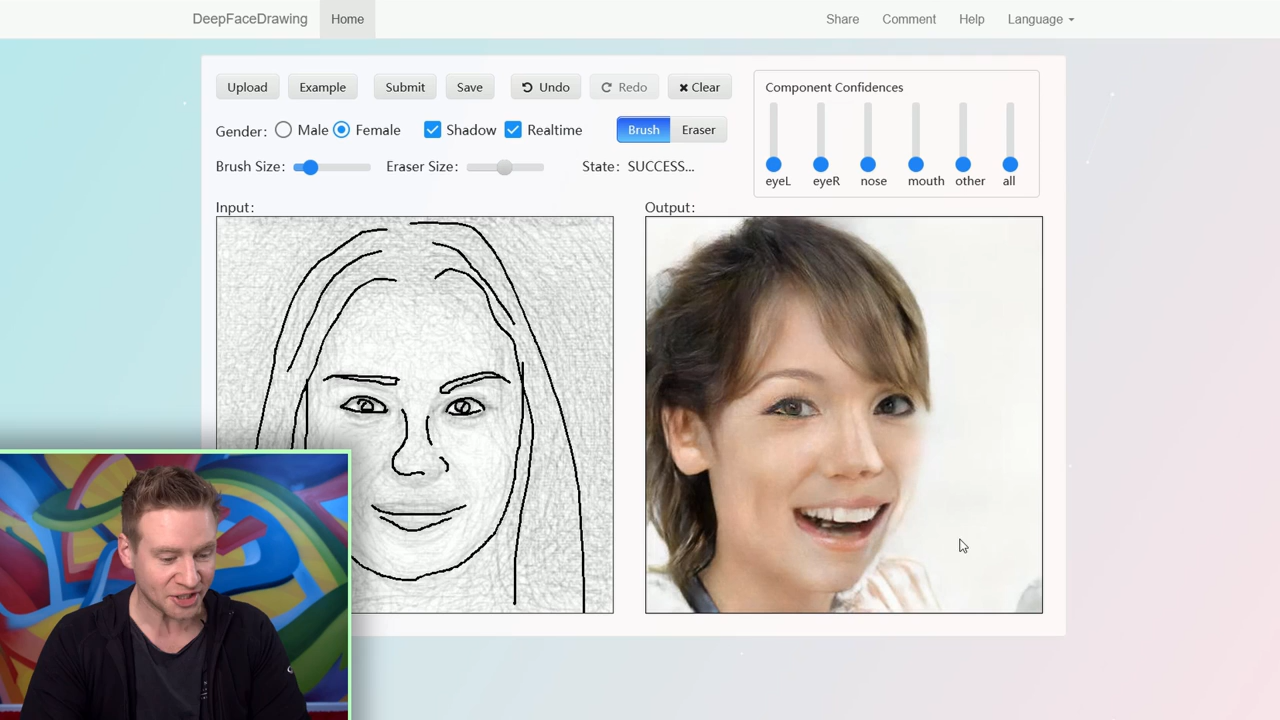 DeepFaceDrawing Home Share Comment Help Language
Upload Example Submit Save Undo Redo Clear
Component Confidences
Gender: Male Female Shadow Realtime Brush Eraser
Brush Size: Eraser Size: State: SUCCESS...
eyeL eyeR nose mouth other all
Input: Output: